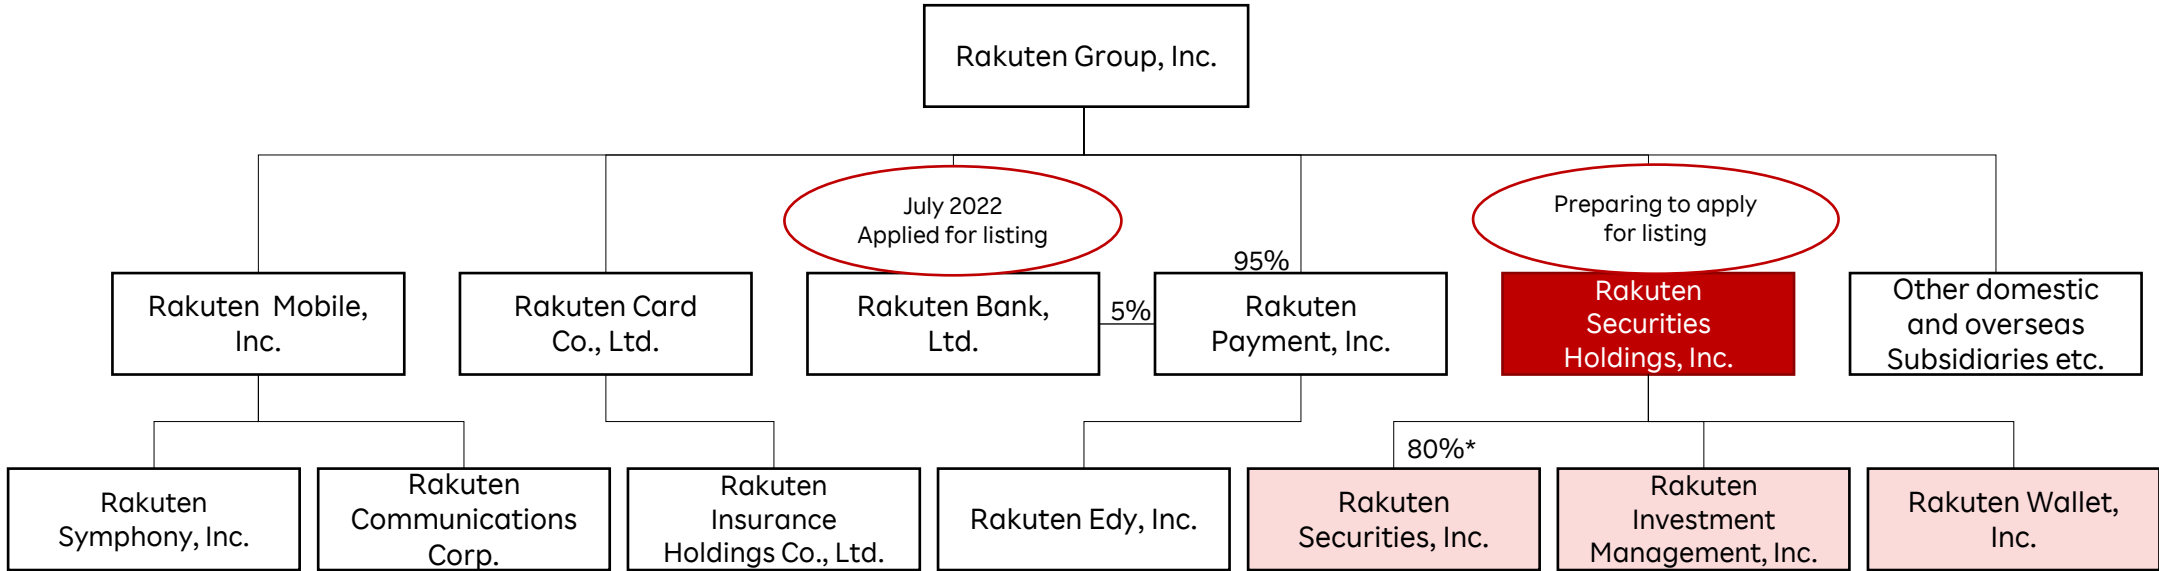 Rakuten Group, Inc.
July 2022
Applied for listing
Preparing to apply
for listing
95%
Rakuten Mobile,
Inc.
Rakuten Card
Co., Ltd.
Rakuten Bank,
Ltd.
5%
Rakuten
Payment, Inc.
Rakuten
Securities
Holdings, Inc.
Other domestic
and overseas
Subsidiaries etc.
80%*
Rakuten
Symphony, Inc.
Rakuten
Communications
Corp.
Rakuten
Insurance
Holdings Co., Ltd.
Rakuten Edy, Inc.
Rakuten
Securities, Inc.
Rakuten
Investment
Management, Inc.
Rakuten Wallet,
Inc.